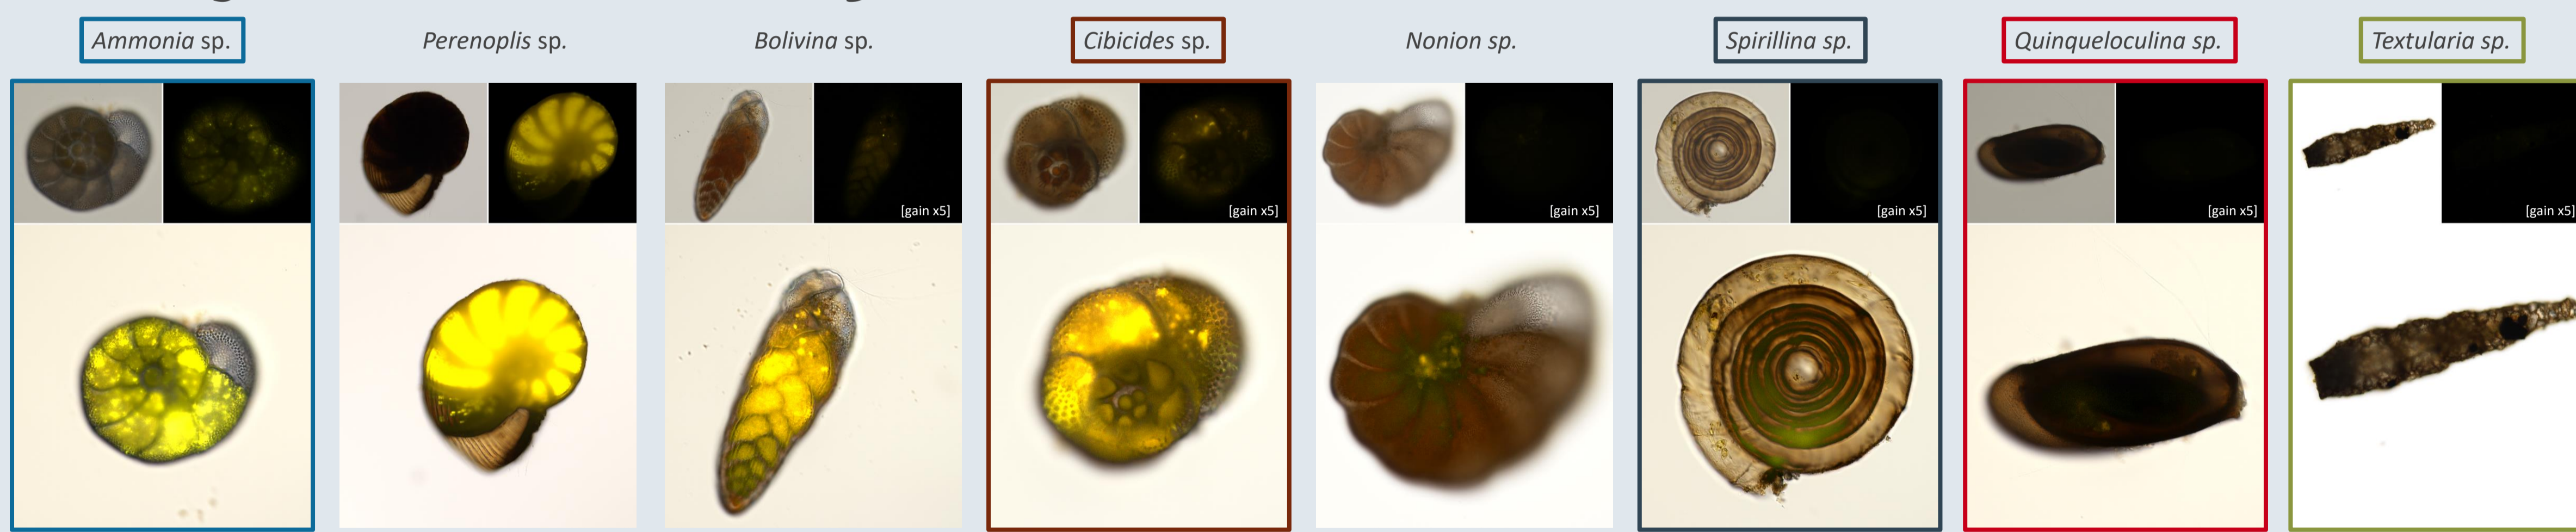 Ammonia sp.
Perenoplis sp.
Bolivina sp.
Cibicides sp.
Nonion sp.
Spirillina sp.
Quinqueloculina sp.
Textularia sp.
[gain x5]
[gain x5]
[gain x5]
[gain x5]
[gain x5]
[gain x5]